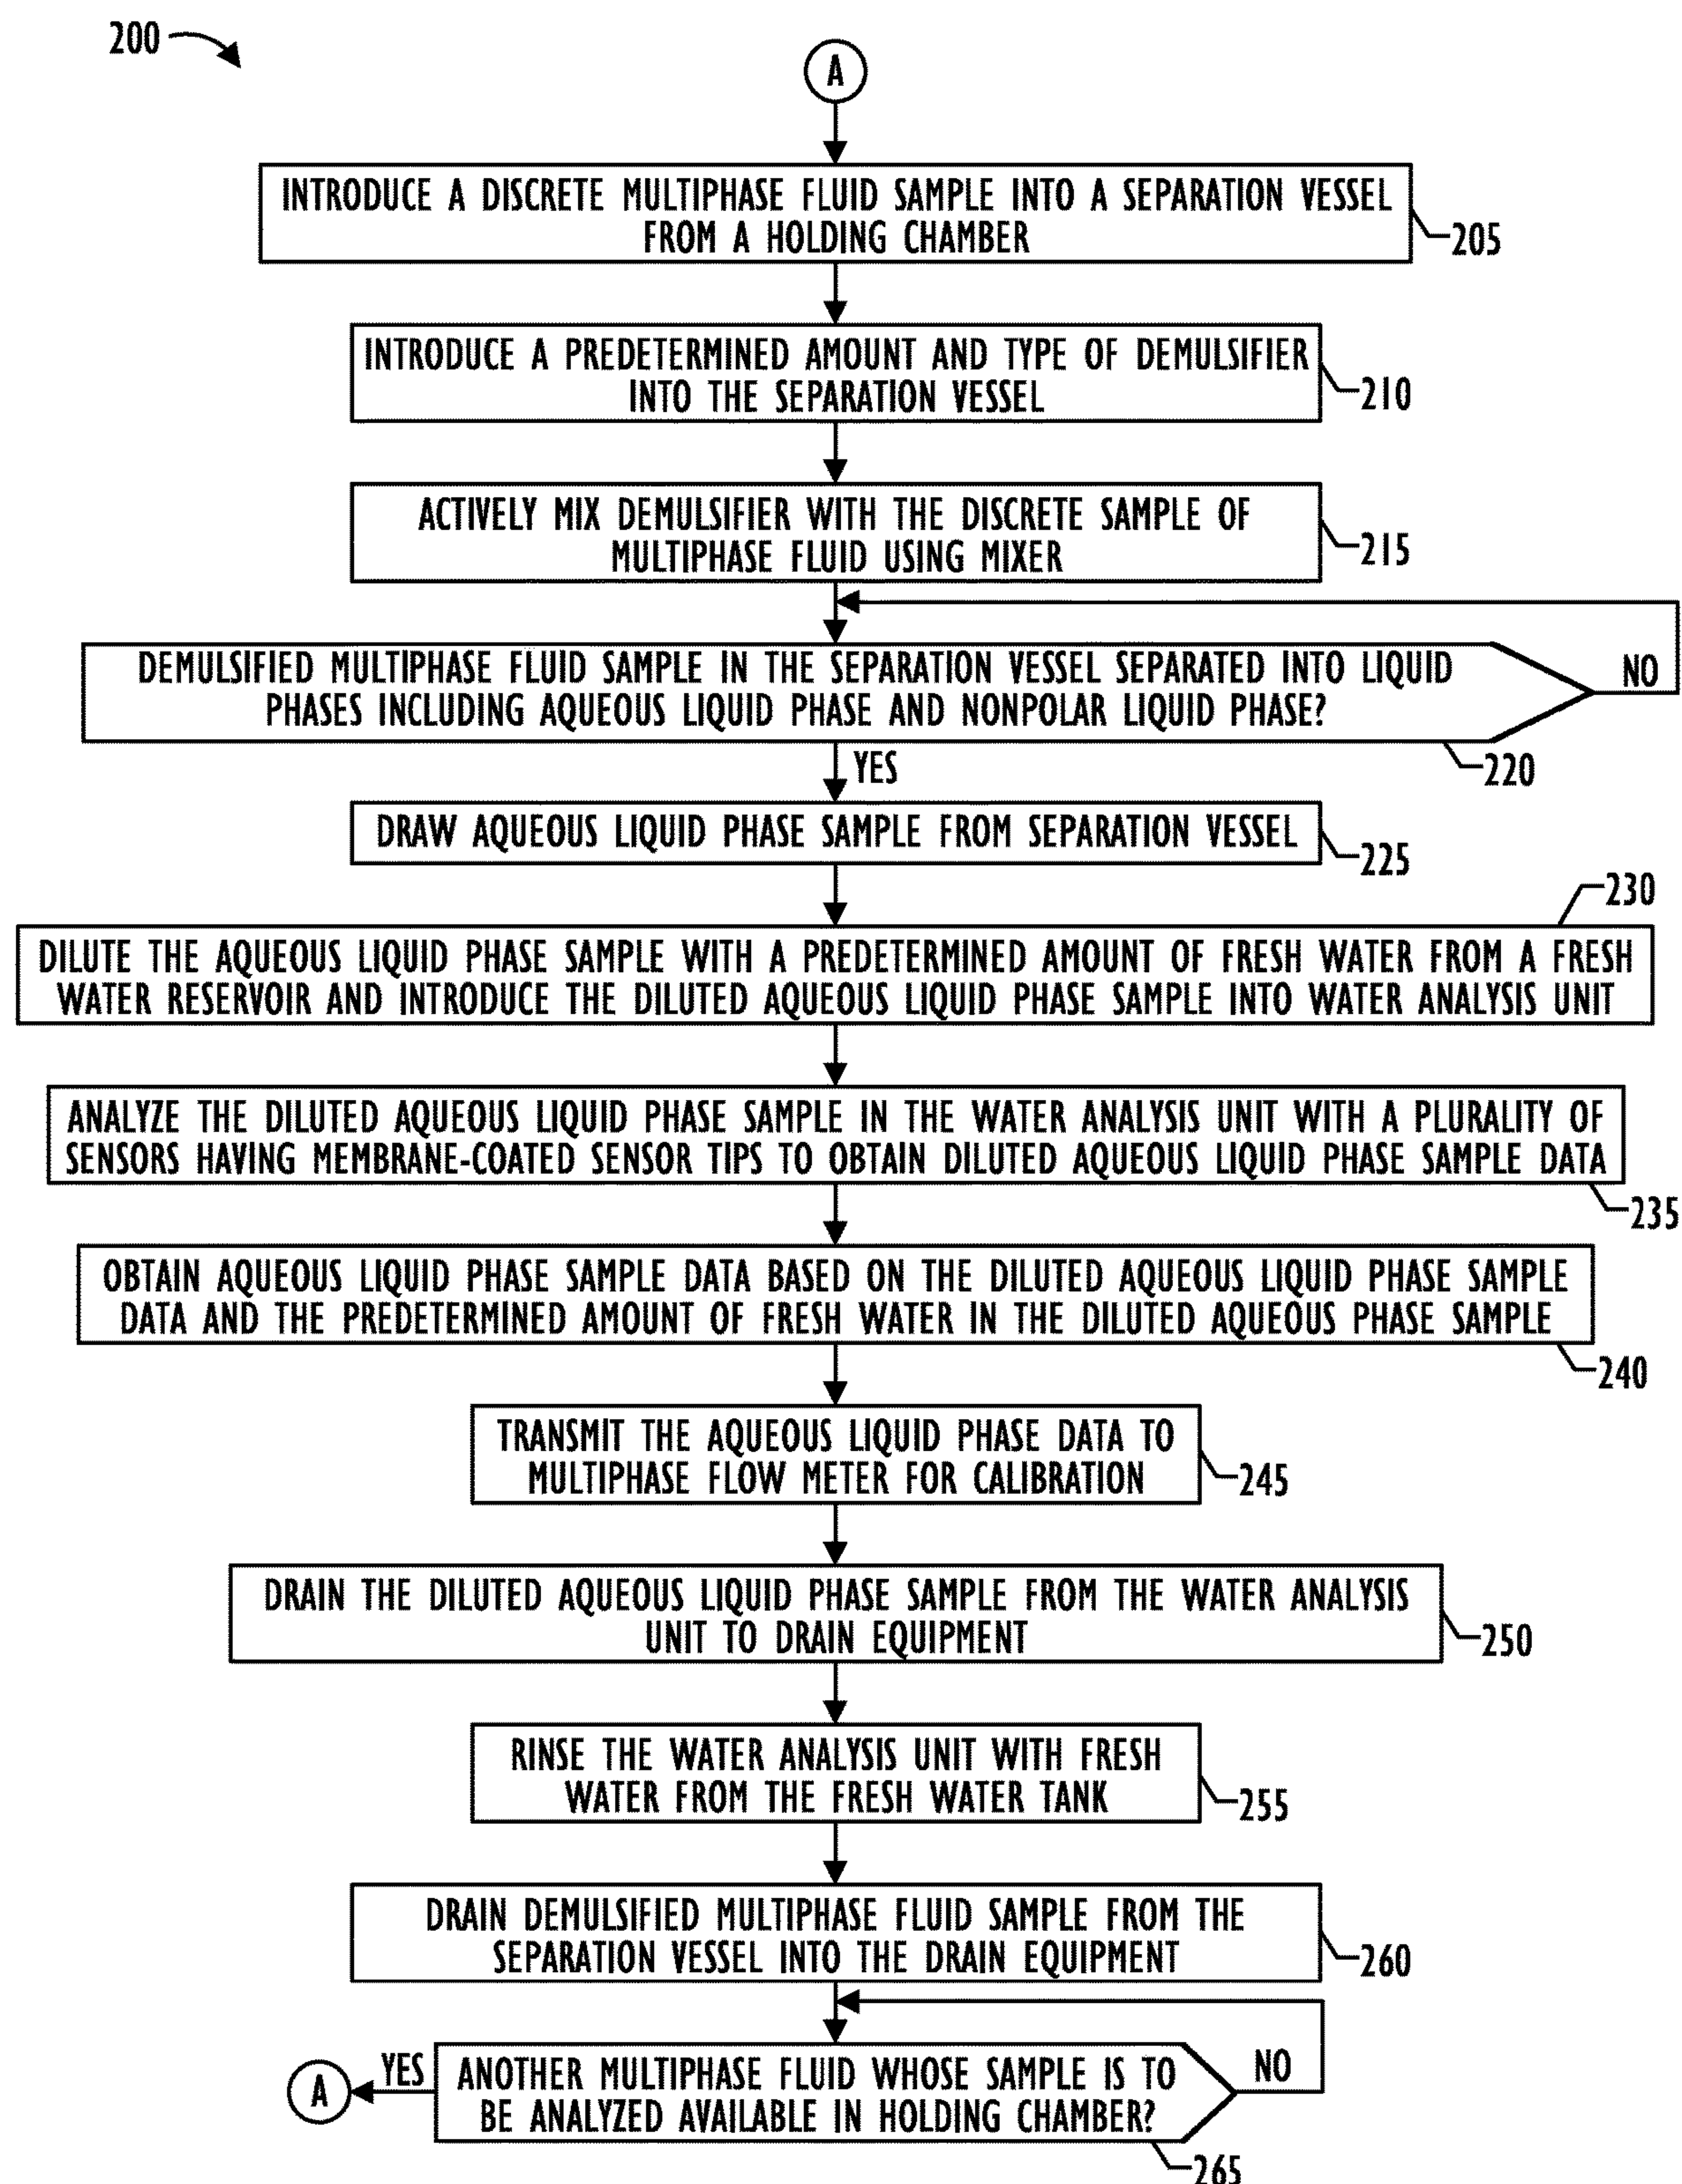 200
A
INTRODUCE A DISCRETE MULTIPHASE FLUID SAMPLE INTO A SEPARATION VESSEL
FROM A HOLDING CHAMBER
205
INTRODUCE A PREDETERMINED AMOUNT AND TYPE OF DEMULSIFIER
INTO THE SEPARATION VESSEL
210
ACTIVELY MIX DEMULSIFIER WITH THE DISCRETE SAMPLE OF
MULTIPHASE FLUID USING MIXER
215
DEMULSIFIED MULTIPHASE FLUID SAMPLE IN THE SEPARATION VESSEL SEPARATED INTO LIQUID
PHASES INCLUDING AQUEOUS LIQUID PHASE AND NONPOLAR LIQUID PHASE?
NO
220
YES
DRAW AQUEOUS LIQUID PHASE SAMPLE FROM SEPARATION VESSEL
225
230
DILUTE THE AQUEOUS LIQUID PHASE SAMPLE WITH A PREDETERMINED AMOUNT OF FRESH WATER FROM A FRESH
WATER RESERVOIR AND INTRODUCE THE DILUTED AQUEOUS LIQUID PHASE SAMPLE INTO WATER ANALYSIS UNIT
ANALYZE THE DILUTED AQUEOUS LIQUID PHASE SAMPLE IN THE WATER ANALYSIS UNIT WITH A PLURALITY OF
SENSORS HAVING MEMBRANE-COATED SENSOR TIPS TO OBTAIN DILUTED AQUEOUS LIQUID PHASE SAMPLE DATA
235
OBTAIN AQUEOUS LIQUID PHASE SAMPLE DATA BASED ON THE DILUTED AQUEOUS LIQUID PHASE SAMPLE
DATA AND THE PREDETERMINED AMOUNT OF FRESH WATER IN THE DILUTED AQUEOUS PHASE SAMPLE
240
TRANSMIT THE AQUEOUS LIQUID PHASE DATA TO
MULTIPHASE FLOW METER FOR CALIBRATION
245
DRAIN THE DILUTED AQUEOUS LIQUID PHASE SAMPLE FROM THE WATER ANALYSIS
UNIT TO DRAIN EQUIPMENT
250
RINSE THE WATER ANALYSIS UNIT WITH FRESH
WATER FROM THE FRESH WATER TANK
255
DRAIN DEMULSIFIED MULTIPHASE FLUID SAMPLE FROM THE
SEPARATION VESSEL INTO THE DRAIN EQUIPMENT
260
A
YES
ANOTHER MULTIPHASE FLUID WHOSE SAMPLE IS TO
BE ANALYZED AVAILABLE IN HOLDING CHAMBER?
NO
265